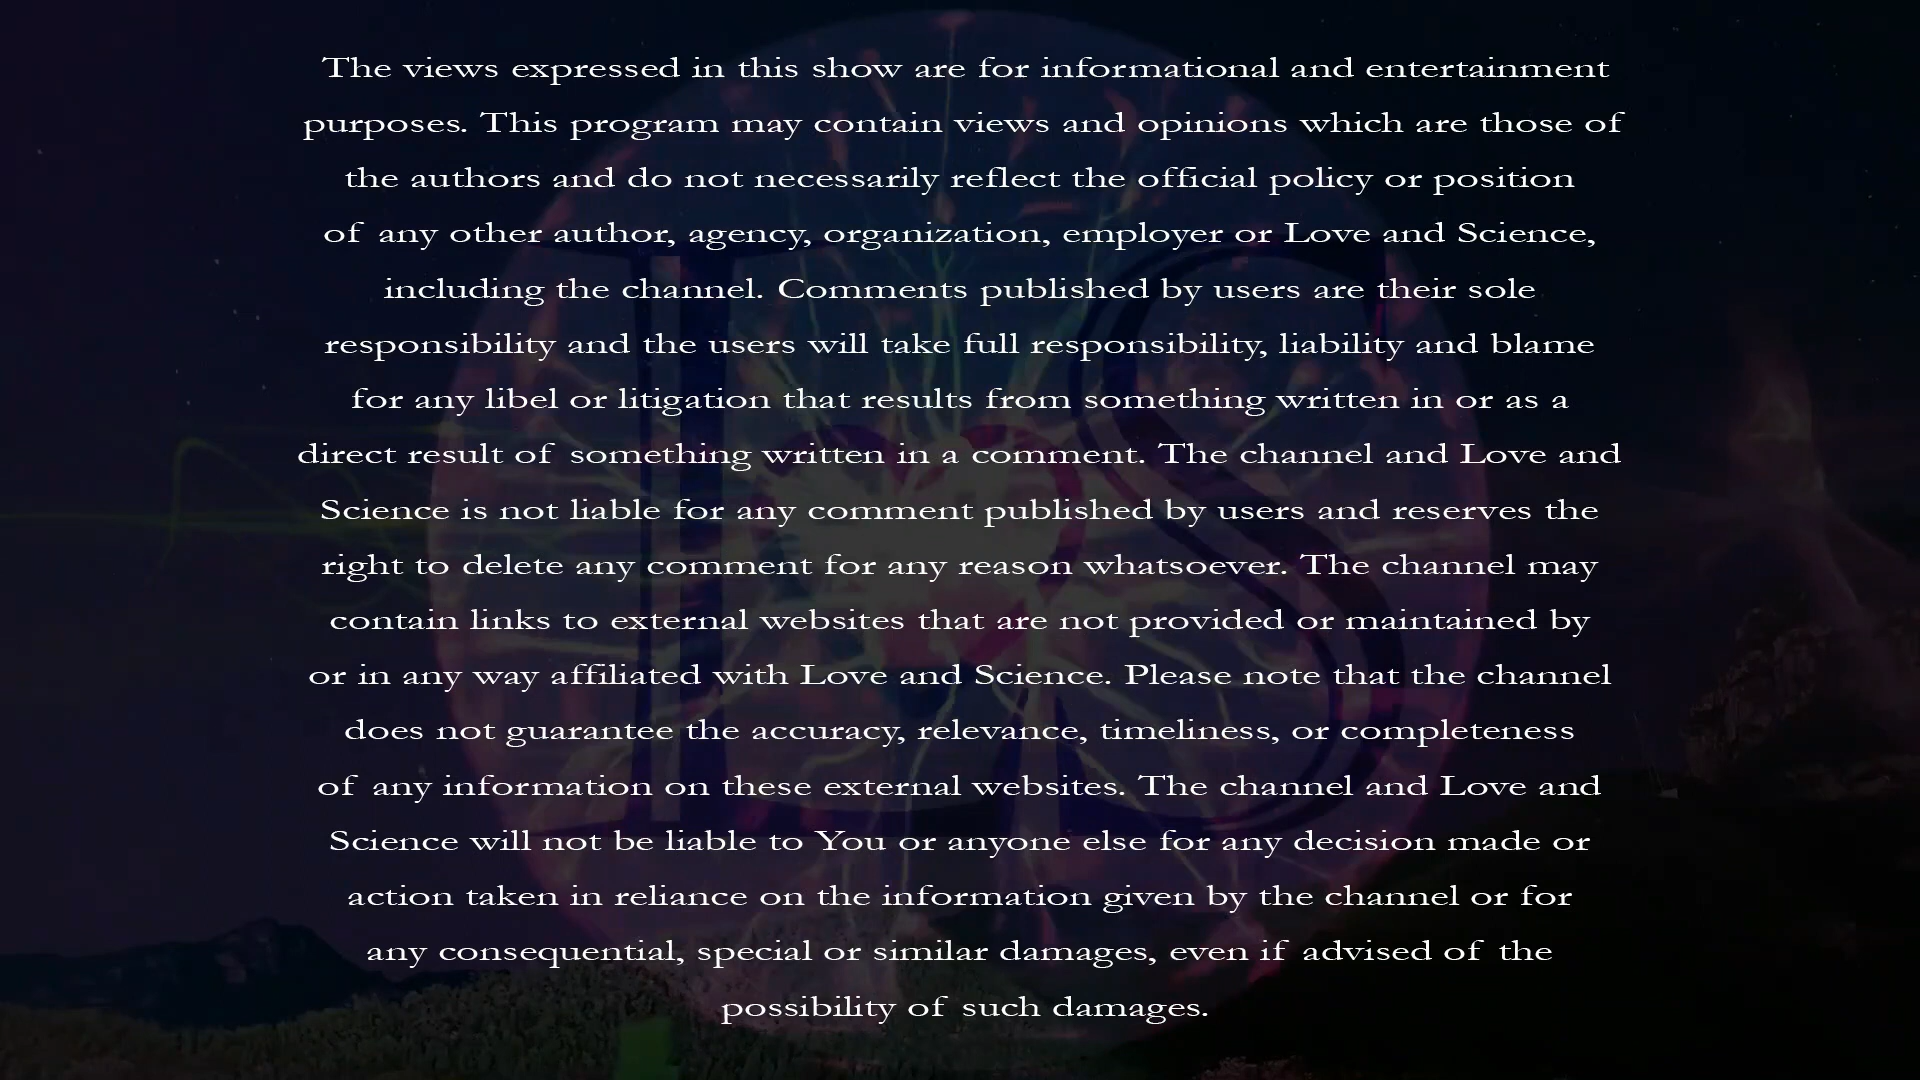 The views expressed in this show are for informational and entertainment
purposes. This program may contain views and opinions which are those of
the authors and do not necessarily reflect the official policy or position
of any other author, agency, organization, employer or Love and Science,
including the channel. Comments published by users are their sole
responsibility and the users will take full responsibility, liability and blame
for any libel or litigation that results from something written in or as a
direct result of something written in a comment. The channel and Love and
Science is not liable for any comment published by users and reserves the
right to delete any comment for any reason whatsoever. The channel may
contain links to external websites that are not provided or maintained by
or in any way affiliated with Love and Science. Please note that the channel
does not guarantee the accuracy, relevance, timeliness, or completeness
of any information on these external websites. The channel and Love and
Science will not be liable to You or anyone else for any decision made or
action taken in reliance on the information given by the channel or for
any consequential, special or similar damages, even if advised of the
possibility of such damages.